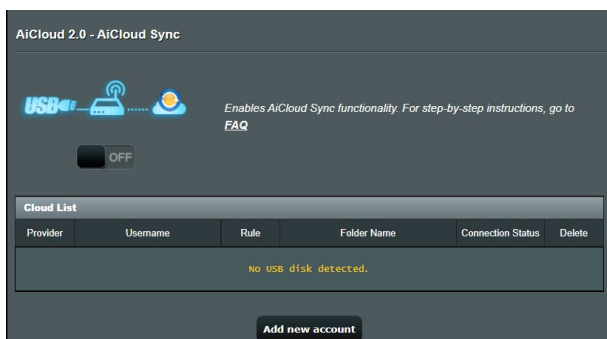 AiCloud 2.0 - AiCloud Sync
USB
Enables AiCloud Sync functionality. For step-by-step instructions, go to
FAQ
OFF
Cloud List
Provider Username Rule Folder Name Connection Status Delete
No USB disk detected.
Add new account